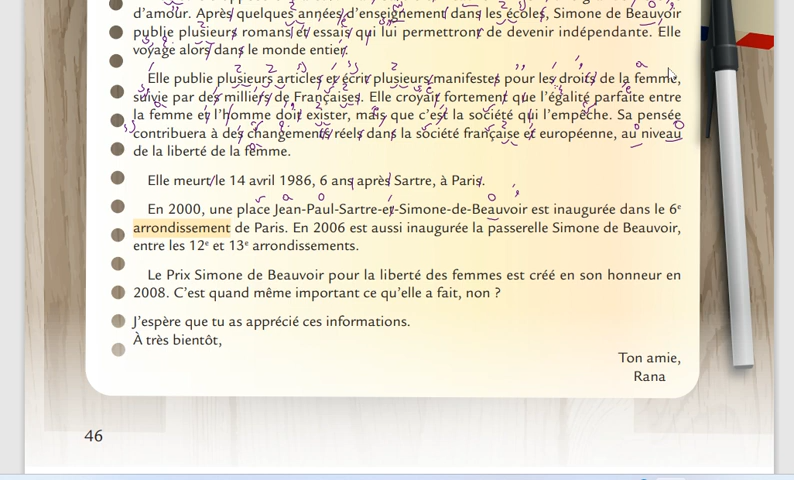 d'amour. Après quelques années d'enseignement dans les écoles, Simone de Beauvoir
publie plusieurs romans et essais qui lui permettront de devenir indépendante. Elle
voyage alors dans le monde entier.
Elle publie plusieurs articles et écrit plusieurs manifestes pour les droits de la femme,
suivie par des milliers de Françaises. Elle croyait fortement que l'égalité parfaite entre
la femme et l'homme doit exister, mais que c'est la société qui l'empêche. Sa pensée
contribuera à des changements réels dans la société française et européenne, au niveau
de la liberté de la femme.
Elle meurt le 14 avril 1986, 6 ans après Sartre, à Paris.
En 2000, une place Jean-Paul-Sartre-et-Simone-de-Beauvoir est inaugurée dans le 6e
arrondissement de Paris. En 2006 est aussi inaugurée la passerelle Simone de Beauvoir,
entre les 12e et 13e arrondissements.
Le Prix Simone de Beauvoir pour la liberté des femmes est créé en son honneur en
2008. C'est quand même important ce qu'elle a fait, non ?
J'espère que tu as apprécié ces informations.
À très bientôt,
Ton amie,
Rana
46